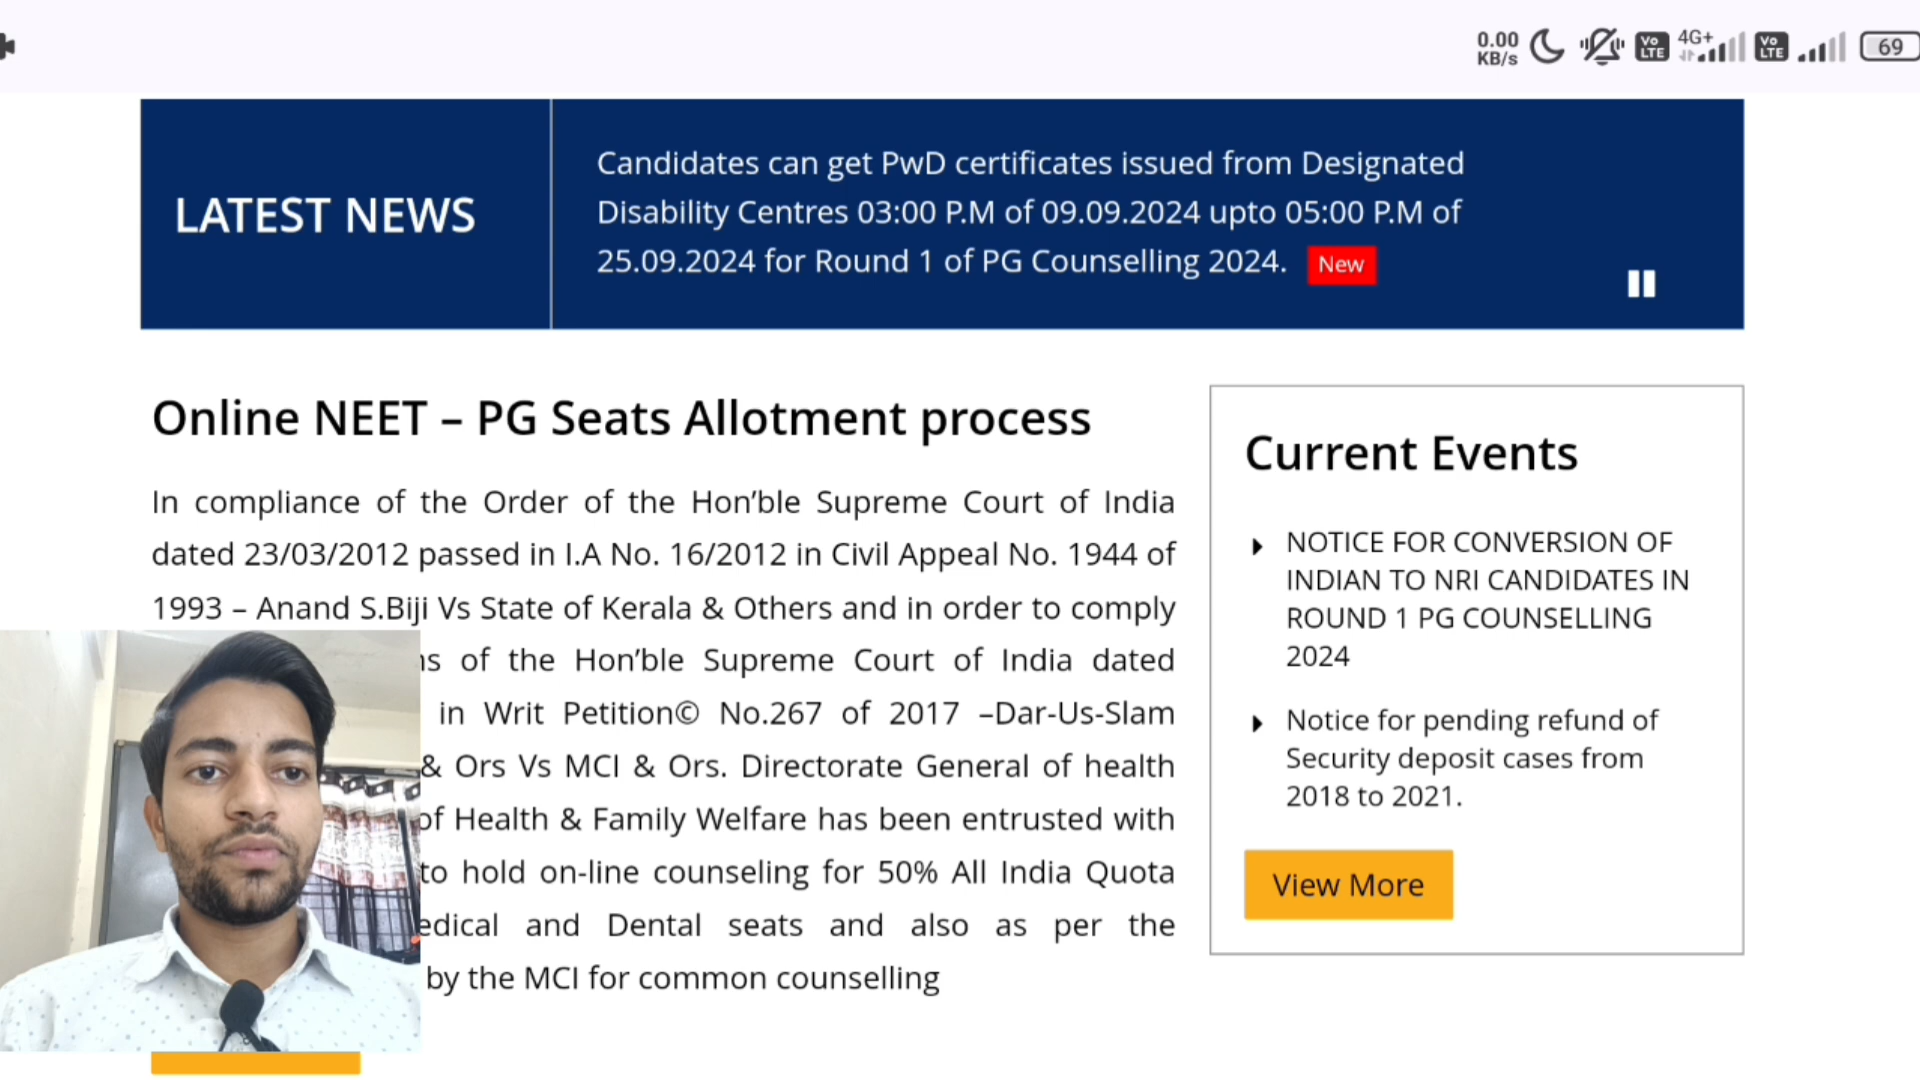 0.00
KB/s
Vo
LTE
4G+
Vo
LTE
69
LATEST NEWS
Candidates can get PwD certificates issued from Designated
Disability Centres 03:00 P.M of 09.09.2024 upto 05:00 P.M of
25.09.2024 for Round 1 of PG Counselling 2024. New
Online NEET – PG Seats Allotment process
In compliance of the Order of the Hon’ble Supreme Court of India
dated 23/03/2012 passed in I.A No. 16/2012 in Civil Appeal No. 1944 of
1993 – Anand S.Biji Vs State of Kerala & Others and in order to comply
of the Hon’ble Supreme Court of India dated
in Writ Petition© No.267 of 2017 –Dar-Us-Slam
& Ors Vs MCI & Ors. Directorate General of health
of Health & Family Welfare has been entrusted with
to hold on-line counseling for 50% All India Quota
edical and Dental seats and also as per the
by the MCI for common counselling
Current Events
NOTICE FOR CONVERSION OF
INDIAN TO NRI CANDIDATES IN
ROUND 1 PG COUNSELLING
2024
Notice for pending refund of
Security deposit cases from
2018 to 2021.
View More